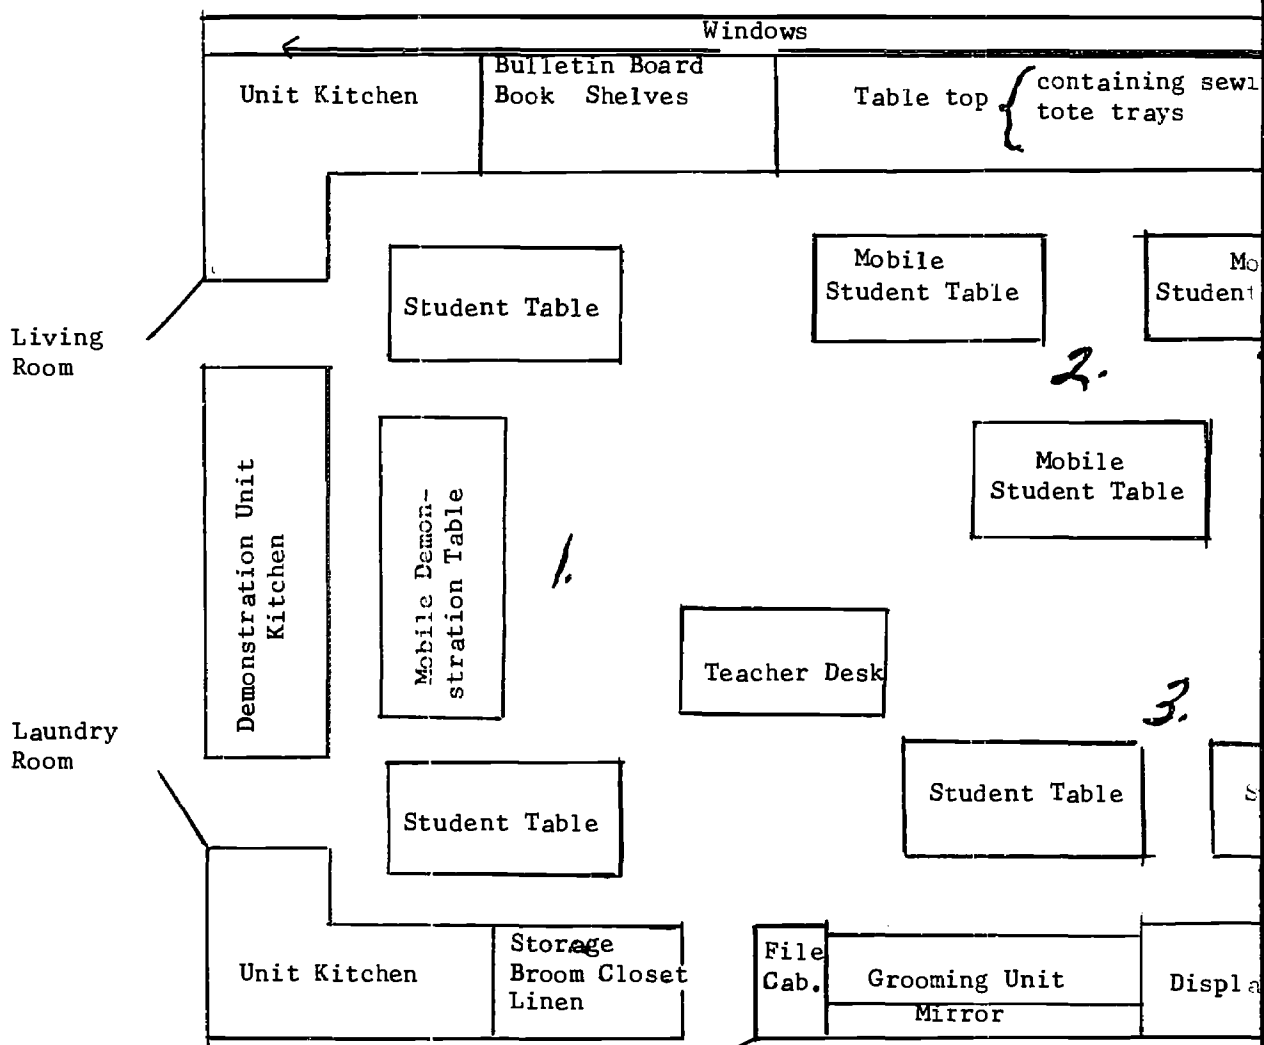 Windows
Unit Kitchen
Bulletin Board
Book Shelves
Table top
containing
tote trays
Student Table
Mobile
Student Table
Student
Living
Room
2.
Mobile
Student Table
Demonstration Unit
Kitchen
Mobile Demon-
stration Table
1.
Teacher Desk
3.
Laundry
Room
Student Table
Student Table
Unit Kitchen
Storage
Broom Closet
Linen
File
Cab.
Grooming Unit
Mirror